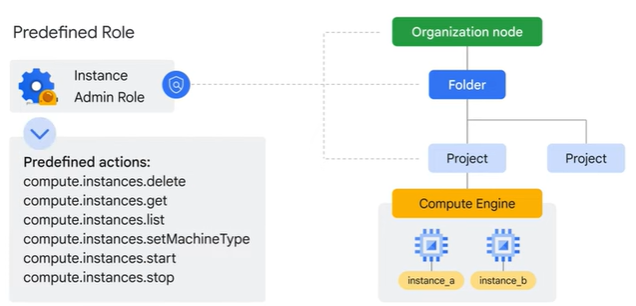 Predefined Role
Instance
Admin Role
Predefined actions:
compute.instances.delete
compute.instances.get
compute.instances.list
compute.instances.setMachineType
compute.instances.start
compute.instances.stop
Organization node
Folder
Project
Project
Compute Engine
instance_a
instance_b